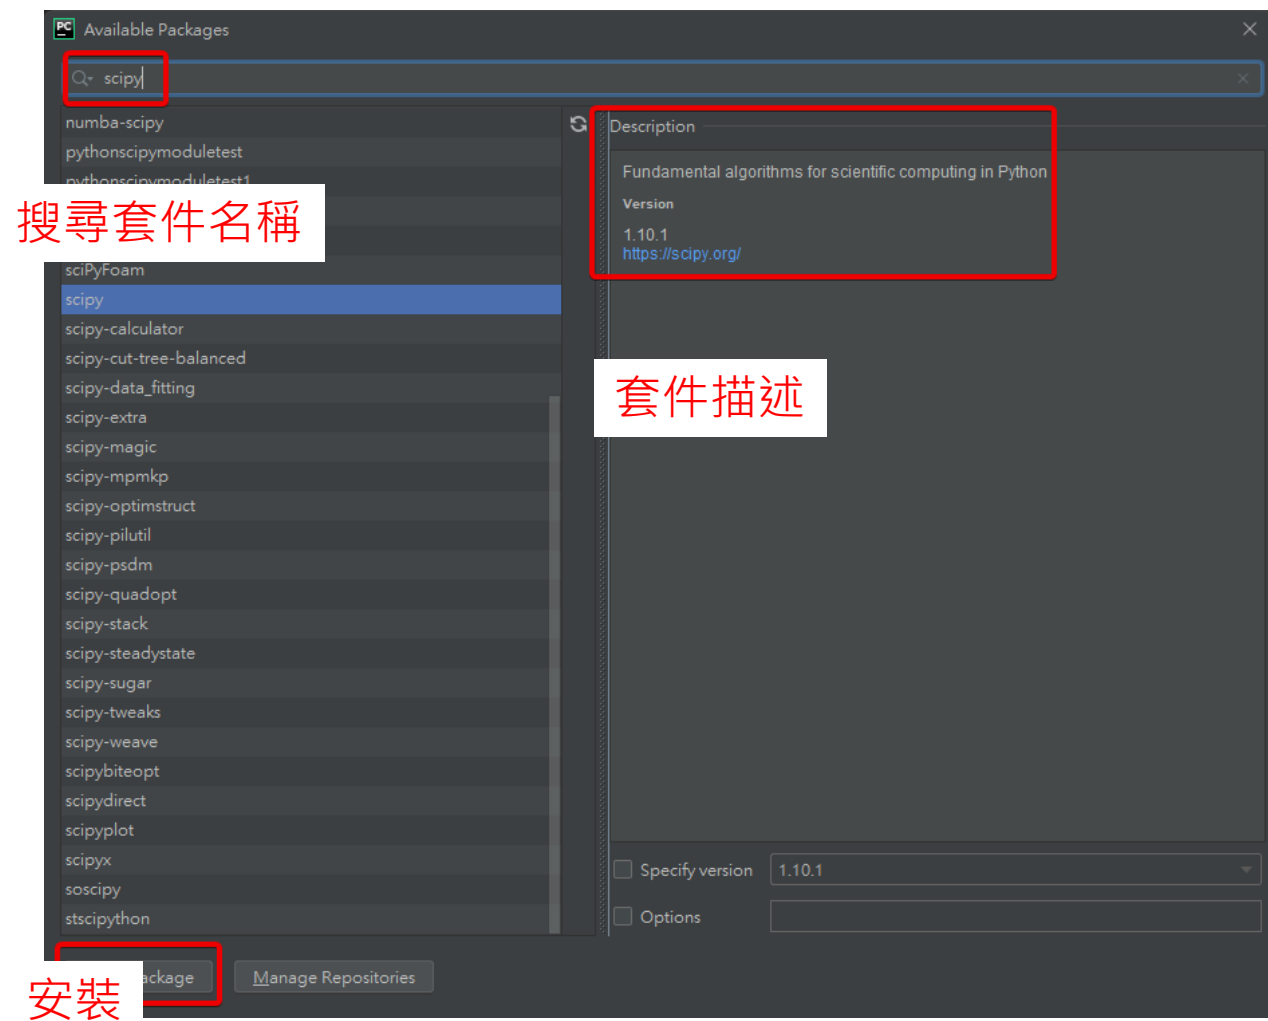 PC Available Packages
scipy
numba-scipy
pythonscipymoduletest
pythonscipymoduletest1
搜尋套件名稱
sciPyFoam
scipy
scipy-calculator
scipy-cut-tree-balanced
scipy-data_fitting
scipy-extra
scipy-magic
scipy-mpmkp
scipy-optimstruct
scipy-pilutil
scipy-psdm
scipy-quadopt
scipy-stack
scipy-steadystate
scipy-sugar
scipy-tweaks
scipy-weave
scipybiteopt
scipydirect
scipyplot
scipyx
soscipy
stscipython
Description
Fundamental algorithms for scientific computing in Python
Version
1.10.1
https://scipy.org/
套件描述
Specify version 1.10.1
Options
安裝
ackage
Manage Repositories